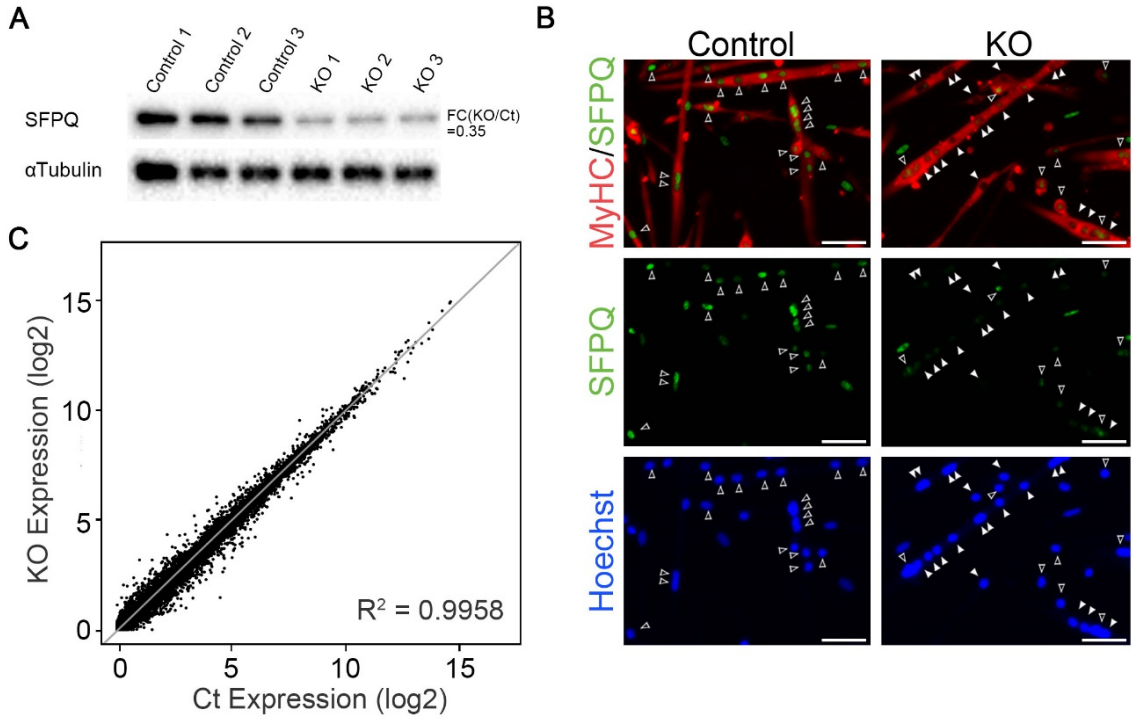 A
Control 1
Control 2
Control 3
KO 1
KO 2
KO 3
SFPQ
FC(KO/Ct)
=0.35
αTubulin
B
Control
KO
MyHC/SFPQ
SFPQ
Hoechst
C
KO Expression (log2)
15
10
5
0
R² = 0.9958
0
5
10
15
Ct Expression (log2)